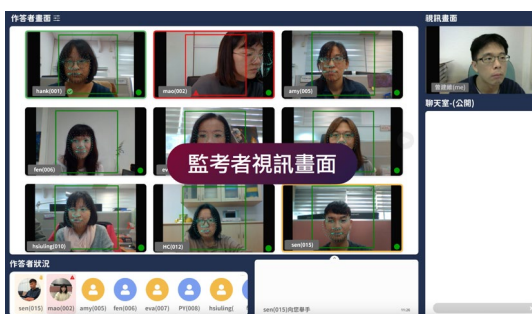 作答者畫面
視訊畫面
hank(001)
mao(002)
amy(005)
[me]
聊天室-(公開)
fen(006)
監考者視訊畫面
hsiuling(010)
HC(012)
sen(015)
作答者狀況
sen(015)
mao(002)
amy(005)
fen(006)
eva(007)
PY(008)
hsiuling(
sen(015)向您舉手